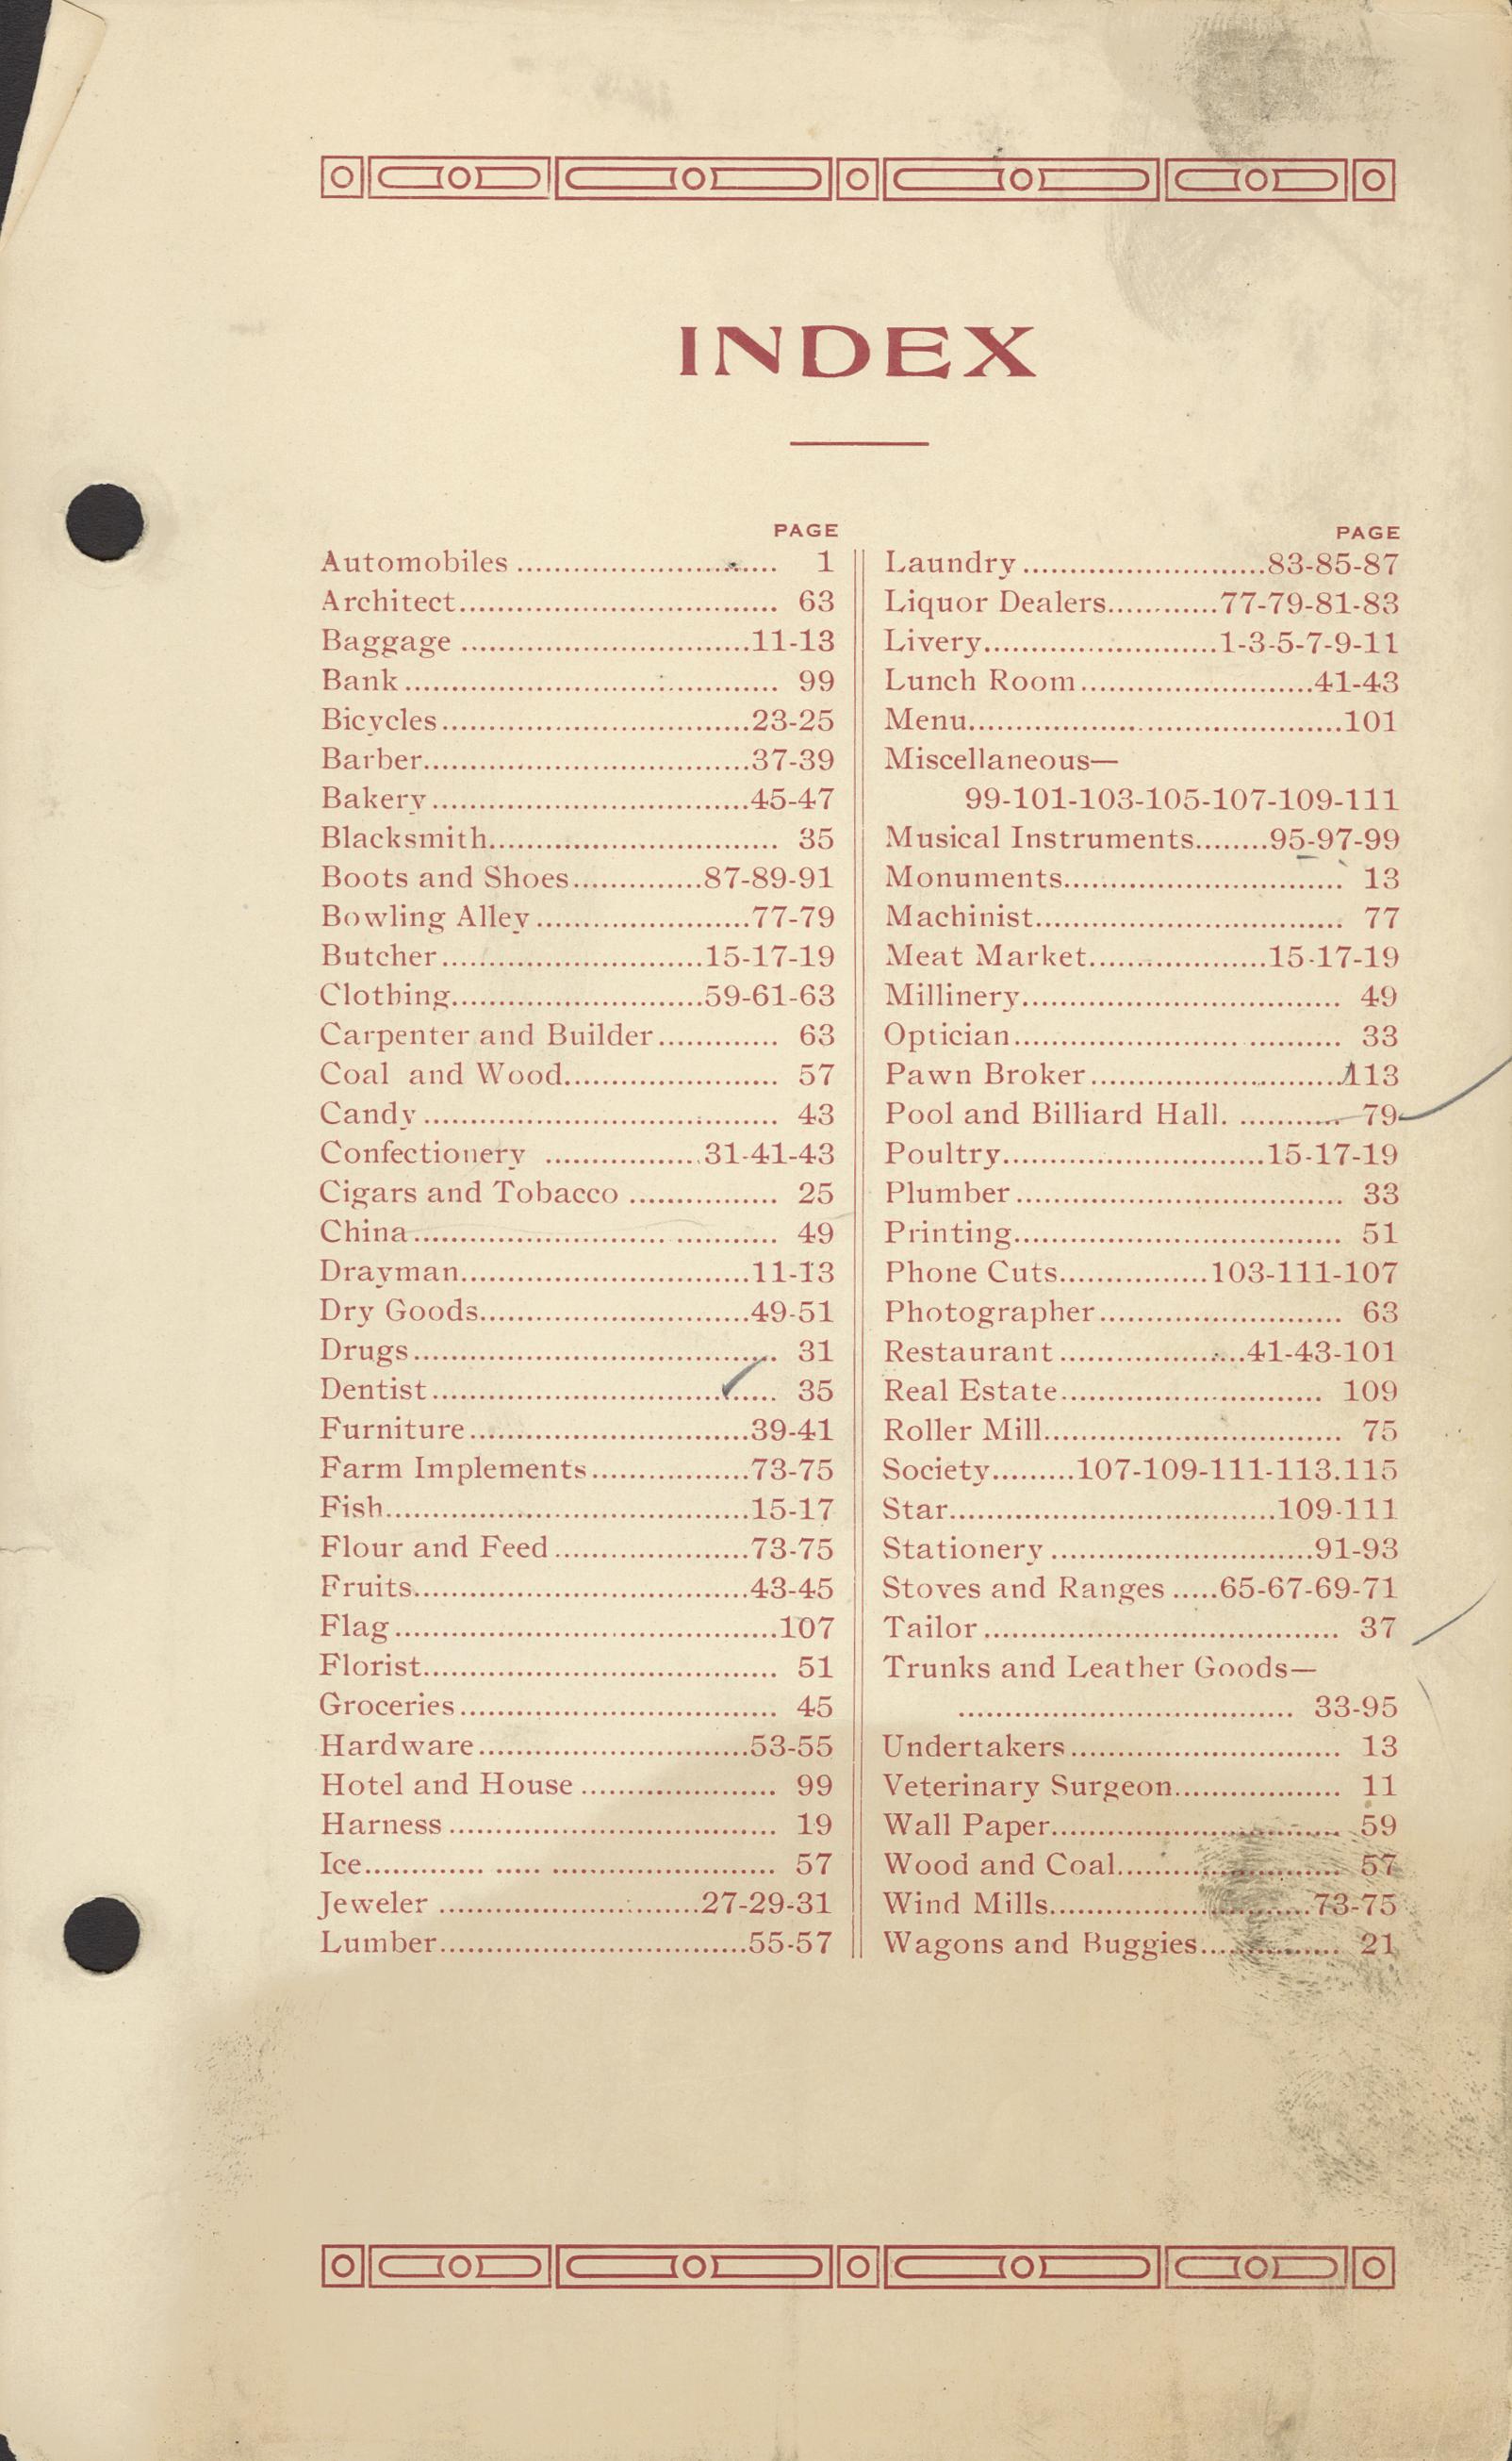 INDEX
PAGE
Automobiles ............................ 1
Architect.................................. 63
Baggage ...............................11-13
Bank ........................................ 99
Bicycles.................................23-25
Barber...................................37-39
Bakery ..................................45-47
Blacksmith............................... 35
Boots and Shoes..............87-89-91
Bowling Alley .......................77-79
Butcher ............................15-17-19
Clothing...........................59-61-63
Carpenter and Builder............. 63
Coal and Wood....................... 57
Candy ...................................... 43
Confectionery .................31-41-43
Cigars and Tobacco ................ 25
China....................................... 49
Drayman...............................11-13
Dry Goods.............................49-51
Drugs....................................... 31
Dentist..................................... 35
Furniture..............................39-41
Farm Implements.................73-75
Fish.......................................15-17
Flour and Feed .....................73-75
Fruits....................................43-45
Flag .........................................107
Florist...................................... 51
Groceries.................................. 45
Hardware.............................53-55
Hotel and House ..................... 99
Harness ................................... 19
Ice............. ..... ........................ 57
Jeweler ............................27-29-31
Lumber.................................55-57
PAGE
Laundry ..........................83-85-87
Liquor Dealers............77-79-81-83
Livery.........................1-3-5-7-9-11
Lunch Room.........................41-43
Menu........................................101
Miscellaneous—
99-101-103-105-107-109-111
Musical Instruments........95-97-99
Monuments.............................. 13
Machinist................................. 77
Meat Market...................15-17-19
Millinery.................................. 49
Optician........................ .......... 33
Pawn Broker ...........................113
Pool and Billiard Hall. ........... 79
Poultry............................15-17-19
Plumber ................................... 33
Printing................................... 51
Phone Cuts................103-111-107
Photographer.......................... 63
Restaurant ....................41-43-101
Real Estate............................ 109
Roller Mill................................ 75
Society.........107-109-111-113.115
Star...................................109-111
Stationery ............................91-93
Stoves and Ranges .....65-67-69-71
Tailor...................................... 37
Trunks and Leather Goods—
.................................... 33-95
Undertakers............................. 13
Veterinary Surgeon.................. 11
Wall Paper............................... 59
Wood and Coal........................ 57
Wind Mills............................73-75
Wagons and Buggies............... 21